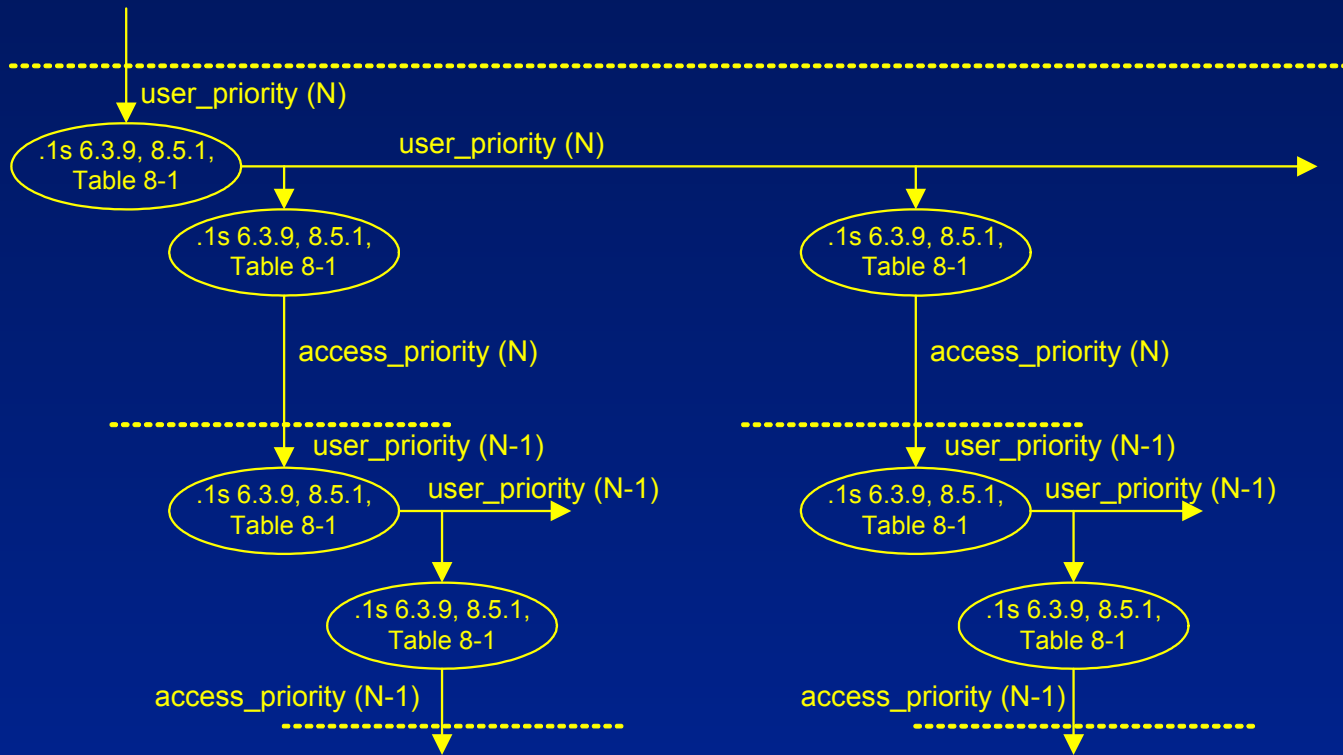 user_priority (N)
.1s 6.3.9, 8.5.1,
Table 8-1
user_priority (N)
.1s 6.3.9, 8.5.1,
Table 8-1
.1s 6.3.9, 8.5.1,
Table 8-1
access_priority (N)
access_priority (N)
user_priority (N-1)
user_priority (N-1)
.1s 6.3.9, 8.5.1,
Table 8-1
user_priority (N-1)
.1s 6.3.9, 8.5.1,
Table 8-1
user_priority (N-1)
.1s 6.3.9, 8.5.1,
Table 8-1
.1s 6.3.9, 8.5.1,
Table 8-1
access_priority (N-1)
access_priority (N-1)